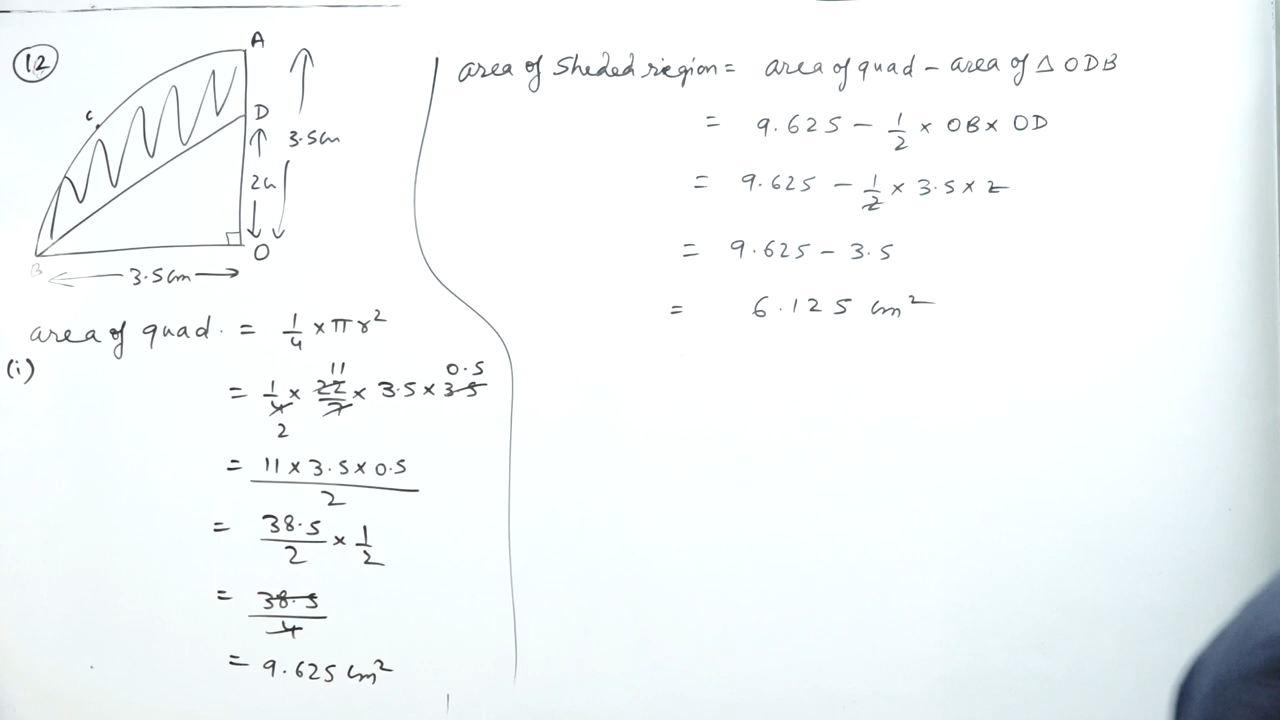 12
A
C
D
3.5cm
2cm
O
B
3.5cm
area of quad. = 1/4 × πr²
(i)
= 1/4 × 22/7 × 3.5 × 3.5
11
0.5
2
= 11 × 3.5 × 0.5 / 2
= 38.5/2 × 1/2
= 38.5/4
= 9.625 cm²
area of Sheded region = area of quad - area of △ ODB
= 9.625 - 1/2 × OB × OD
= 9.625 - 1/2 × 3.5 × 2
= 9.625 - 3.5
= 6.125 cm²